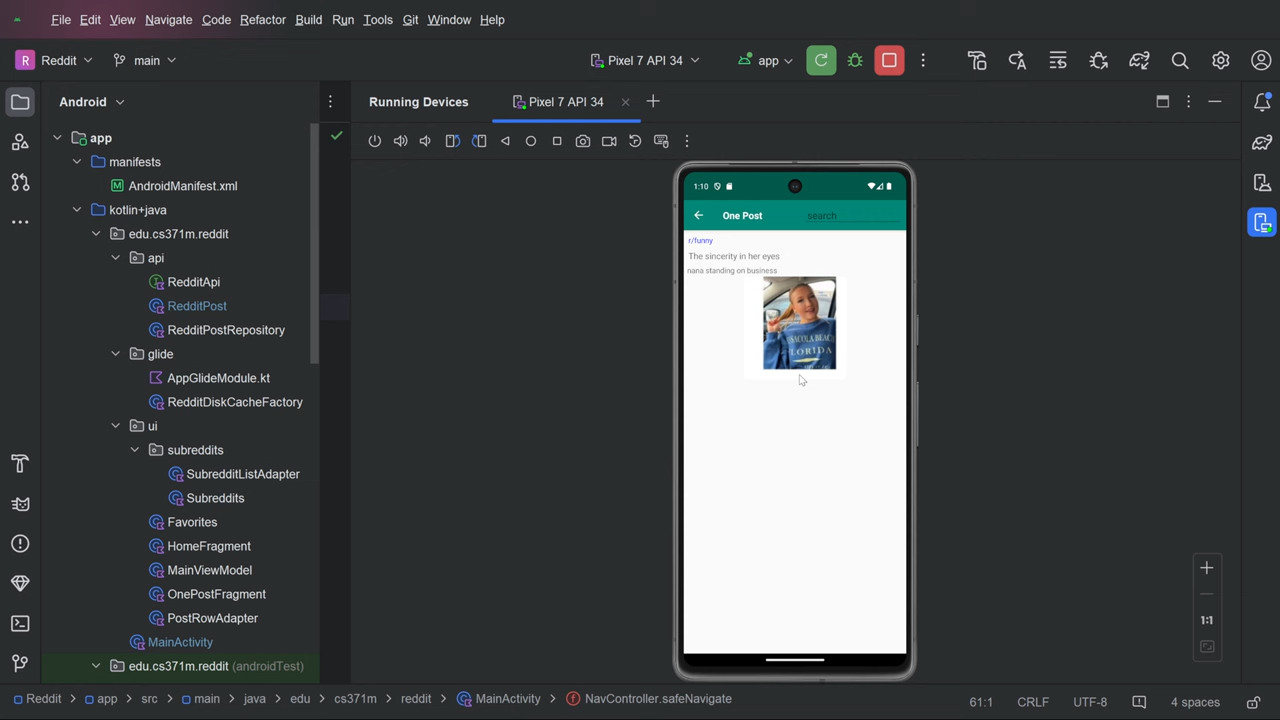 File Edit View Navigate Code Refactor Build Run Tools Git Window Help
R Reddit main Pixel 7 API 34 app
Android
Running Devices Pixel 7 API 34
app
manifests
AndroidManifest.xml
kotlin+java
edu.cs371m.reddit
api
RedditApi
RedditPost
RedditPostRepository
glide
AppGlideModule.kt
RedditDiskCacheFactory
ui
subreddits
SubredditListAdapter
Subreddits
Favorites
HomeFragment
MainViewModel
OnePostFragment
PostRowAdapter
MainActivity
edu.cs371m.reddit (androidTest)
1:10
One Post search
r/funny
The sincerity in her eyes
nana standing on business
FLORIDA
1:1
Reddit app src main java edu cs371m reddit MainActivity NavController.safeNavigate 61:1 CRLF UTF-8 4 spaces